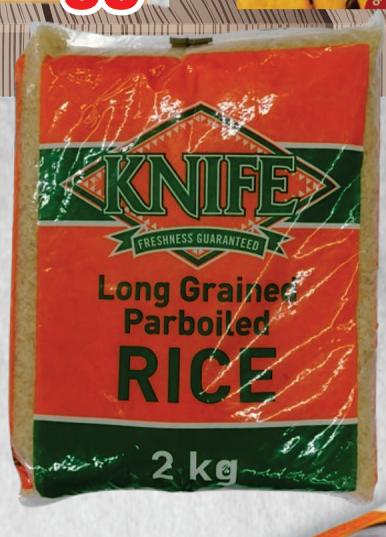 KNIFE
FRESHNESS GUARANTEED
Long Grained
Parboiled
RICE
2 kg